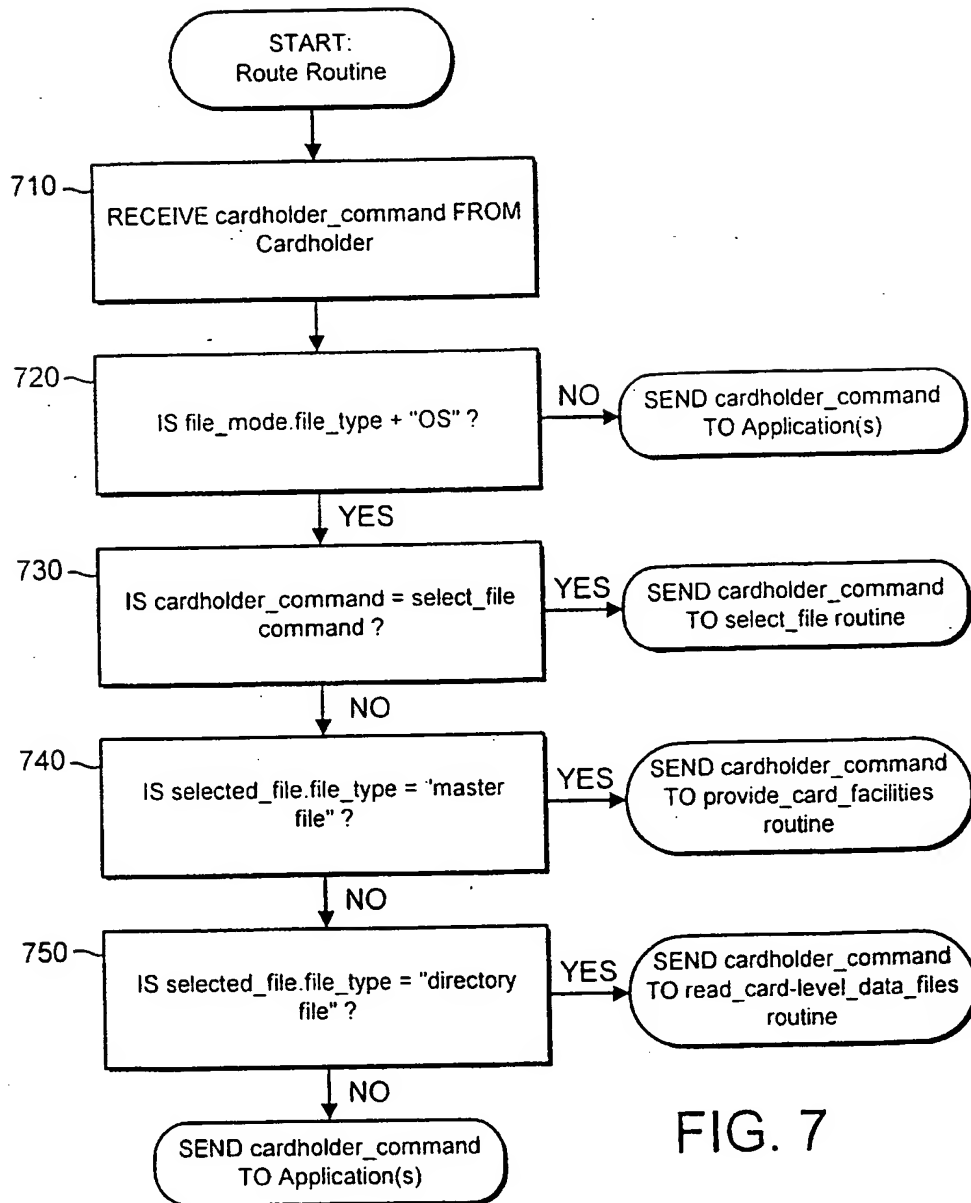 START:
Route Routine
710
RECEIVE cardholder_command FROM
Cardholder
720
IS file_mode.file_type + "OS" ?
NO
SEND cardholder_command
TO Application(s)
YES
730
IS cardholder_command = select_file
command ?
YES
SEND cardholder_command
TO select_file routine
NO
740
IS selected_file.file_type = "master
file" ?
YES
SEND cardholder_command
TO provide_card_facilities
routine
NO
750
IS selected_file.file_type = "directory
file" ?
YES
SEND cardholder_command
TO read_card-level_data_files
routine
NO
SEND cardholder_command
TO Application(s)
FIG. 7